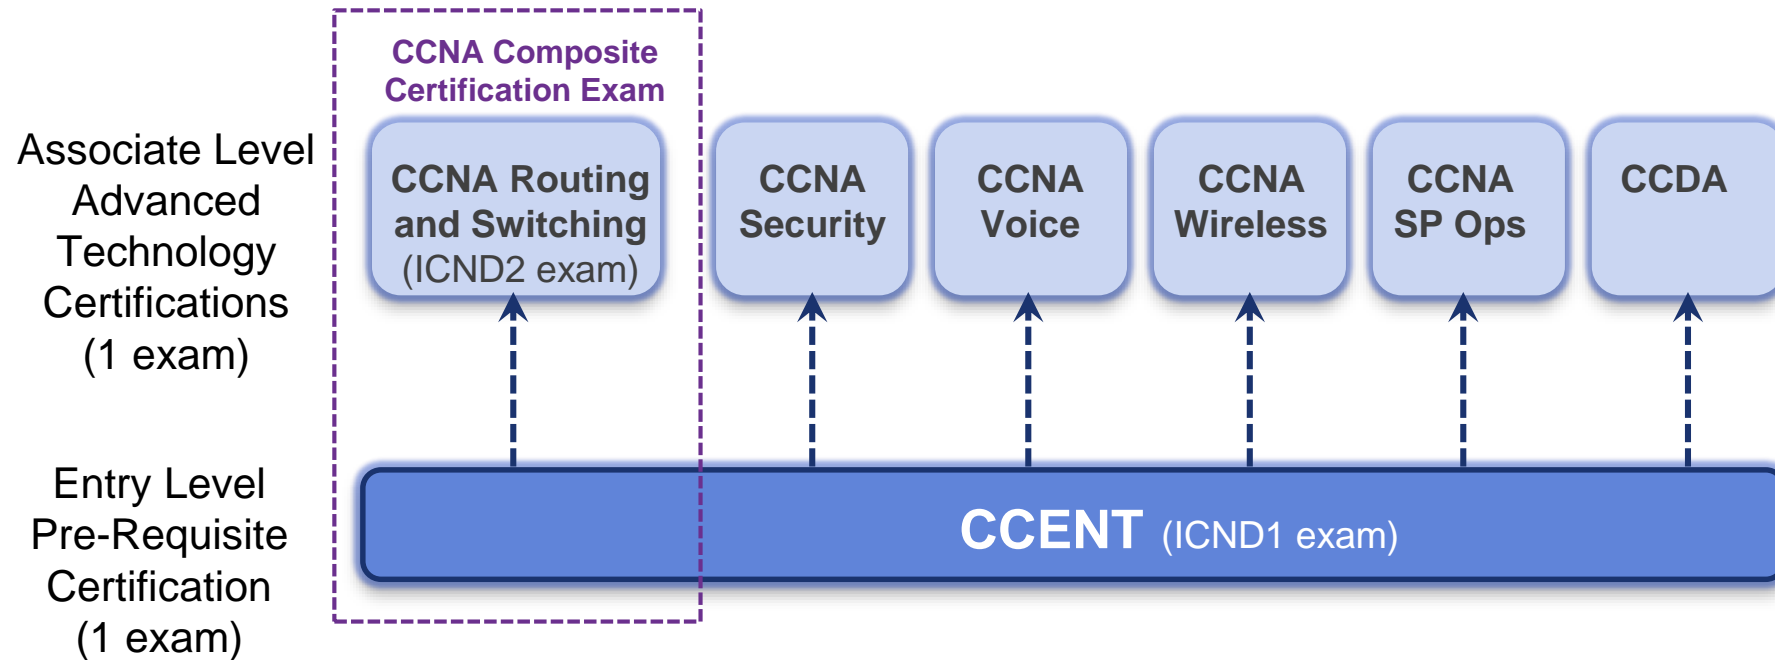 CCNA Composite
Certification Exam
Associate Level
Advanced
Technology
Certifications
(1 exam)
CCNA Routing
and Switching
(ICND2 exam)
CCNA
Security
CCNA
Voice
CCNA
Wireless
CCNA
SP Ops
CCDA
Entry Level
Pre-Requisite
Certification
(1 exam)
CCENT (ICND1 exam)